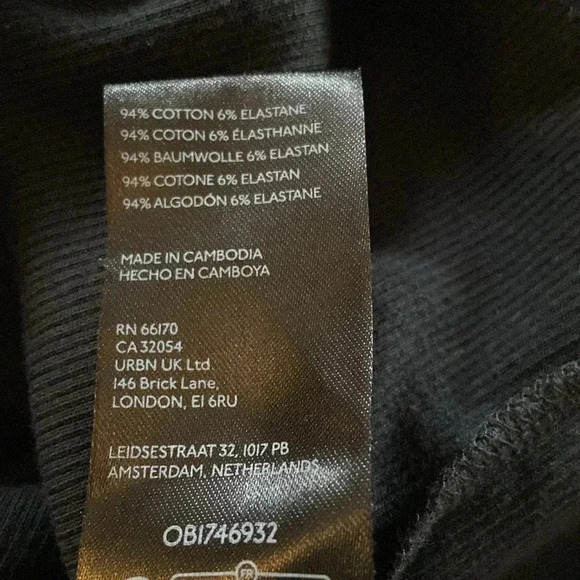 94% COTTON 6% ELASTANE
94% COTON 6% ÉLASTHANNE
94% BAUMWOLLE 6% ELASTAN
94% COTONE 6% ELASTAN
94% ALGODÓN 6% ELASTANE
MADE IN CAMBODIA
HECHO EN CAMBOYA
RN 66170
CA 32054
URBN UK Ltd.
146 Brick Lane,
LONDON, E1 6RU
LEIDSESTRAAT 32, 1017 PB
AMSTERDAM, NETHERLANDS
OB1746932
FR